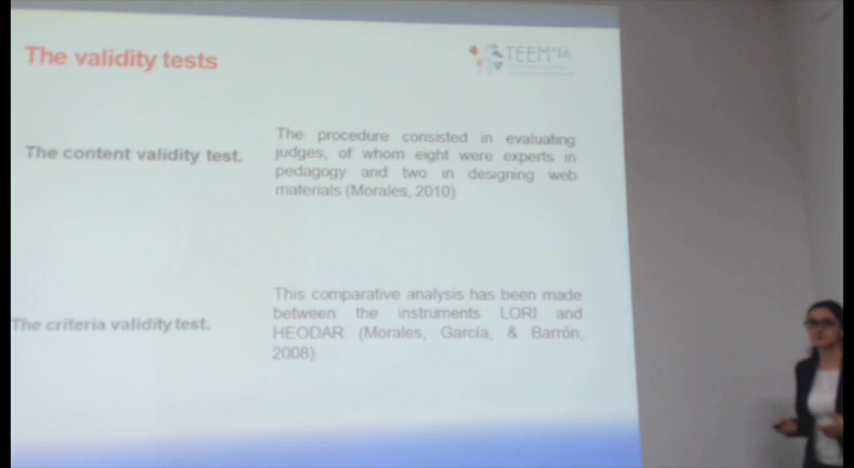 The validity tests
TEEM'16
The content validity test.
The procedure consisted in evaluating
judges, of whom eight were experts in
pedagogy and two in designing web
materials (Morales, 2010)
The criteria validity test.
This comparative analysis has been made
between the instruments LORI and
HEODAR (Morales, García, & Barrón,
2008)